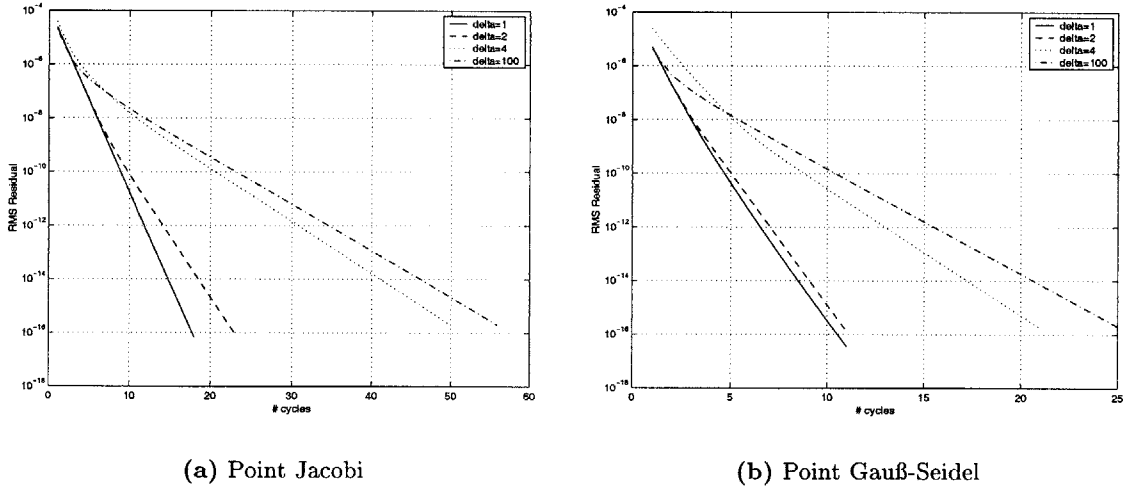 10^-4
10^-6
10^-8
10^-10
10^-12
10^-14
10^-16
10^-18
RMS Residual
0 10 20 30 40 50 60
# cycles
delta=1
delta=2
delta=4
delta=100
(a) Point Jacobi
10^-4
10^-6
10^-8
10^-10
10^-12
10^-14
10^-16
10^-18
RMS Residual
0 5 10 15 20 25
# cycles
delta=1
delta=2
delta=4
delta=100
(b) Point Gauß-Seidel